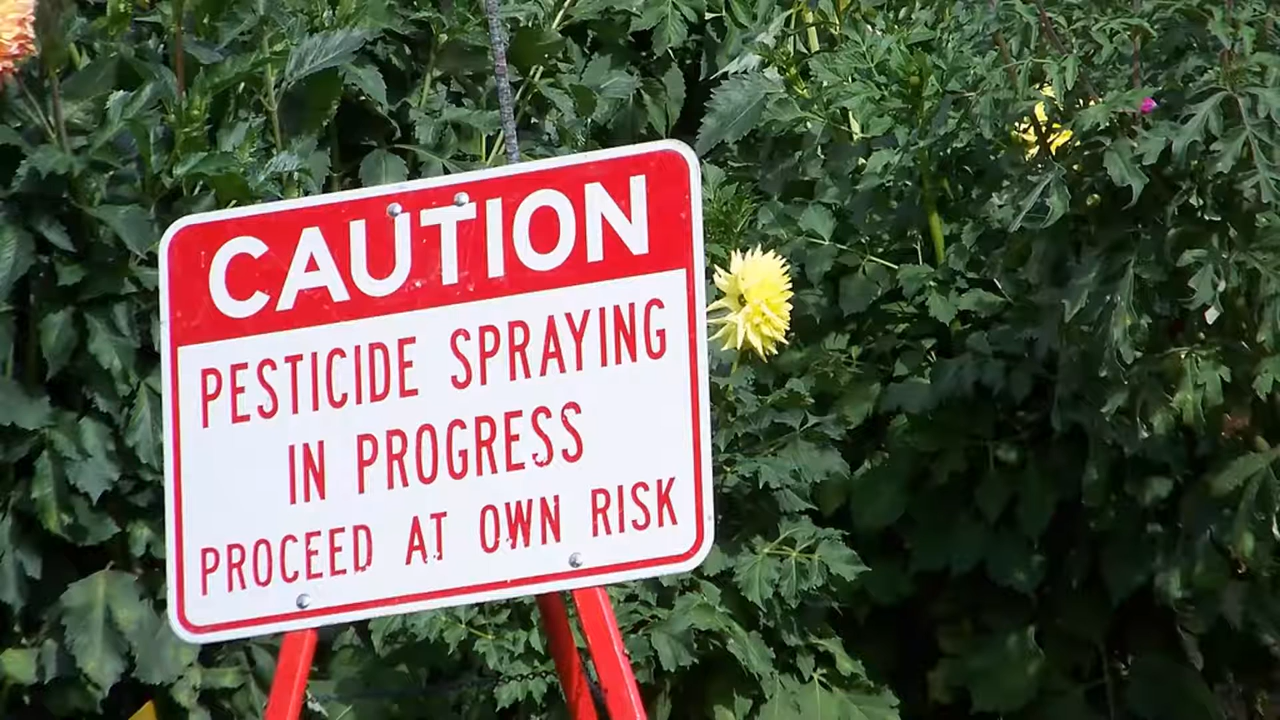 CAUTION
PESTICIDE SPRAYING
IN PROGRESS
PROCEED AT OWN RISK